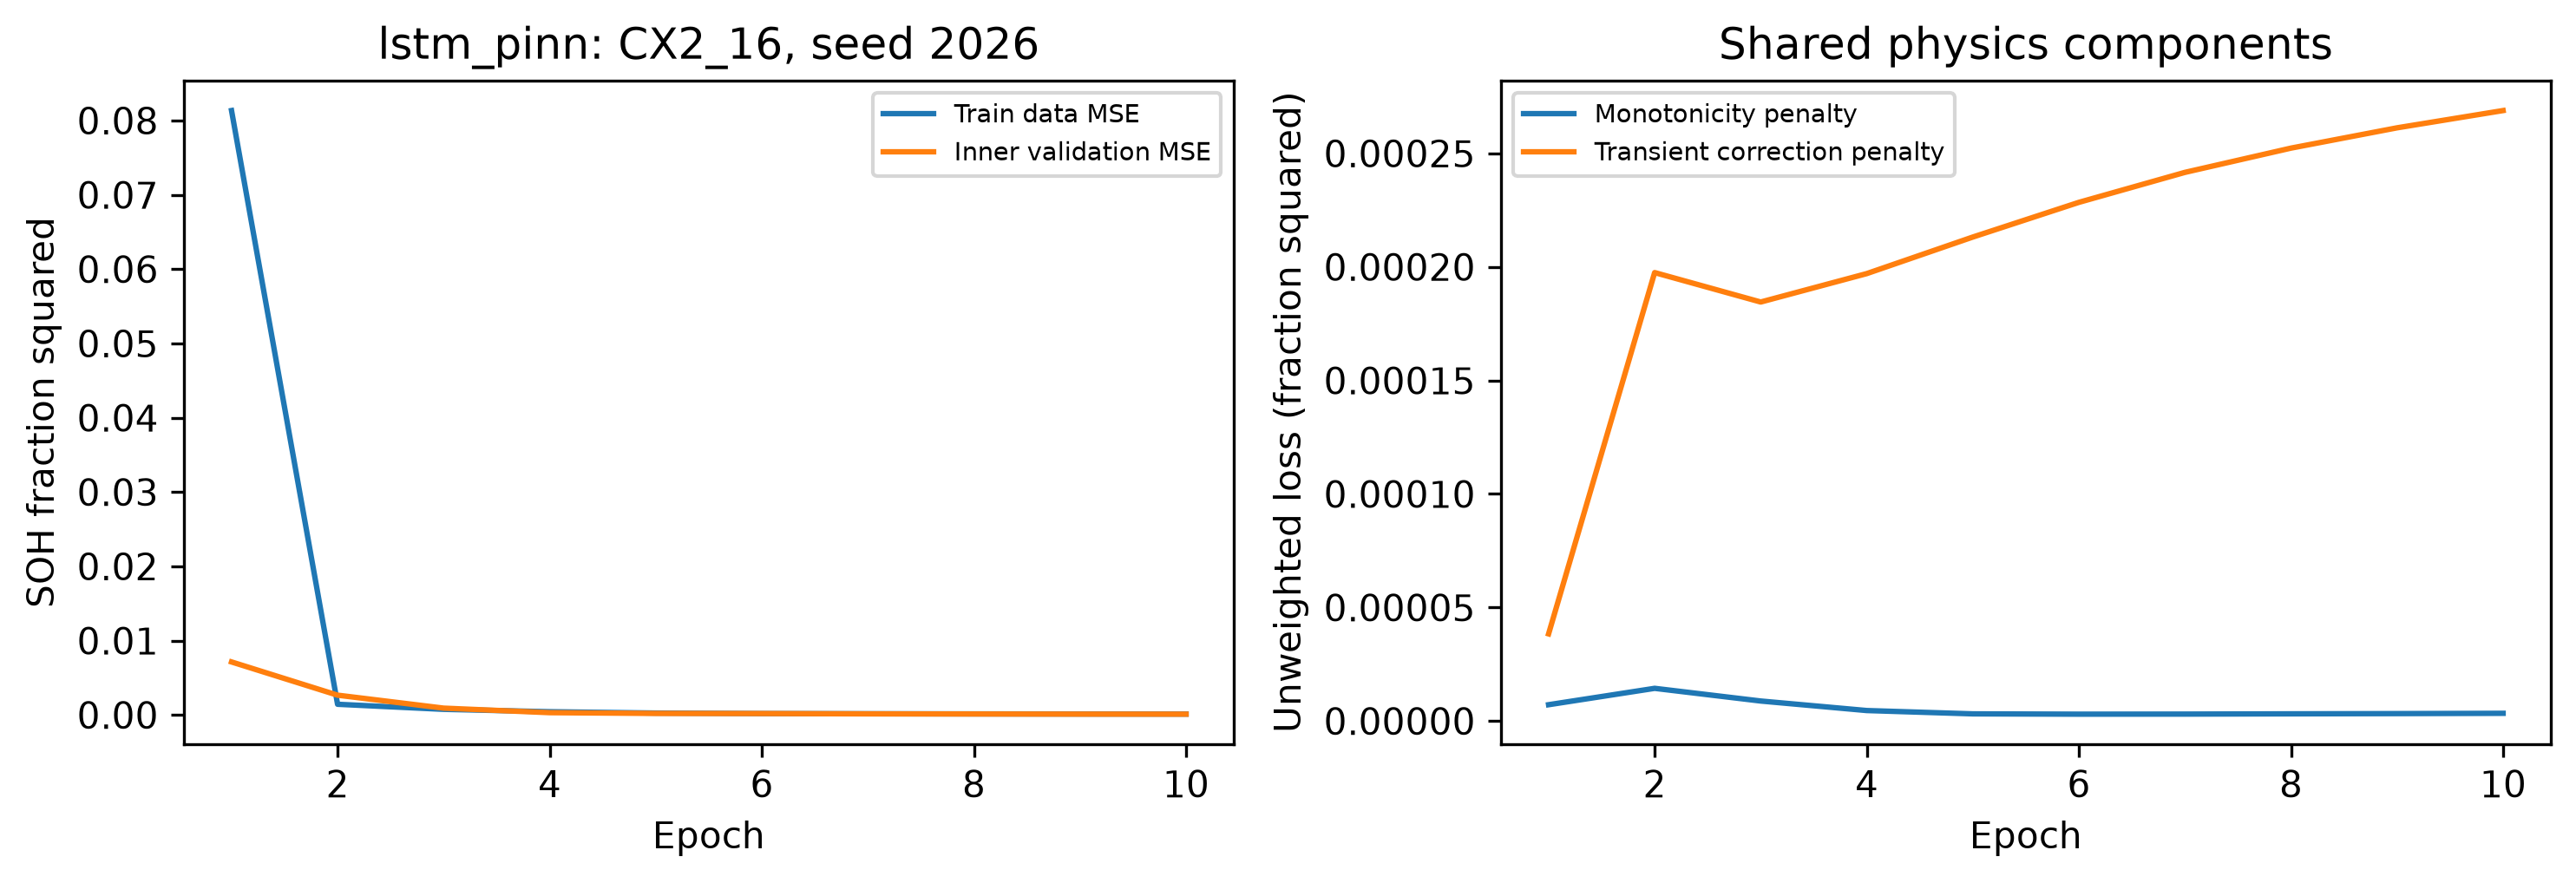 lstm_pinn: CX2_16, seed 2026
SOH fraction squared
0.08
0.07
0.06
0.05
0.04
0.03
0.02
0.01
0.00
Train data MSE
Inner validation MSE
2 4 6 8 10
Epoch
Shared physics components
Unweighted loss (fraction squared)
0.00025
0.00020
0.00015
0.00010
0.00005
0.00000
Monotonicity penalty
Transient correction penalty
2 4 6 8 10
Epoch